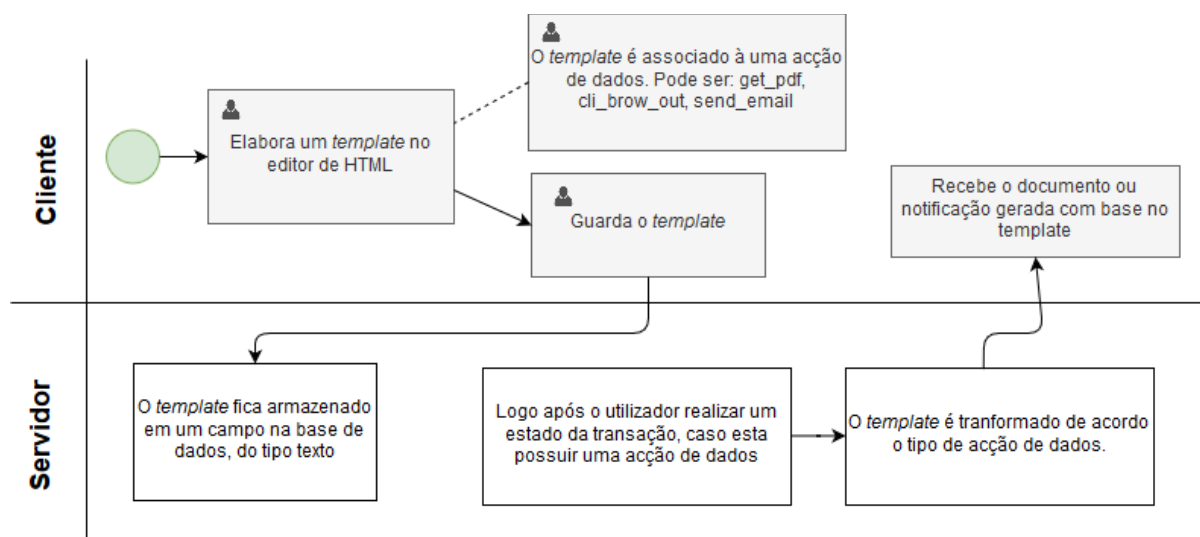 Cliente
O template é associado à uma acção
de dados. Pode ser: get_pdf,
cli_brow_out, send_email
Elabora um template no
editor de HTML
Guarda o template
Recebe o documento ou
notificação gerada com base no
template
Servidor
O template fica armazenado
em um campo na base de
dados, do tipo texto
Logo após o utilizador realizar um
estado da transação, caso esta
possuir uma acção de dados
O template é tranformado de acordo
o tipo de acção de dados.